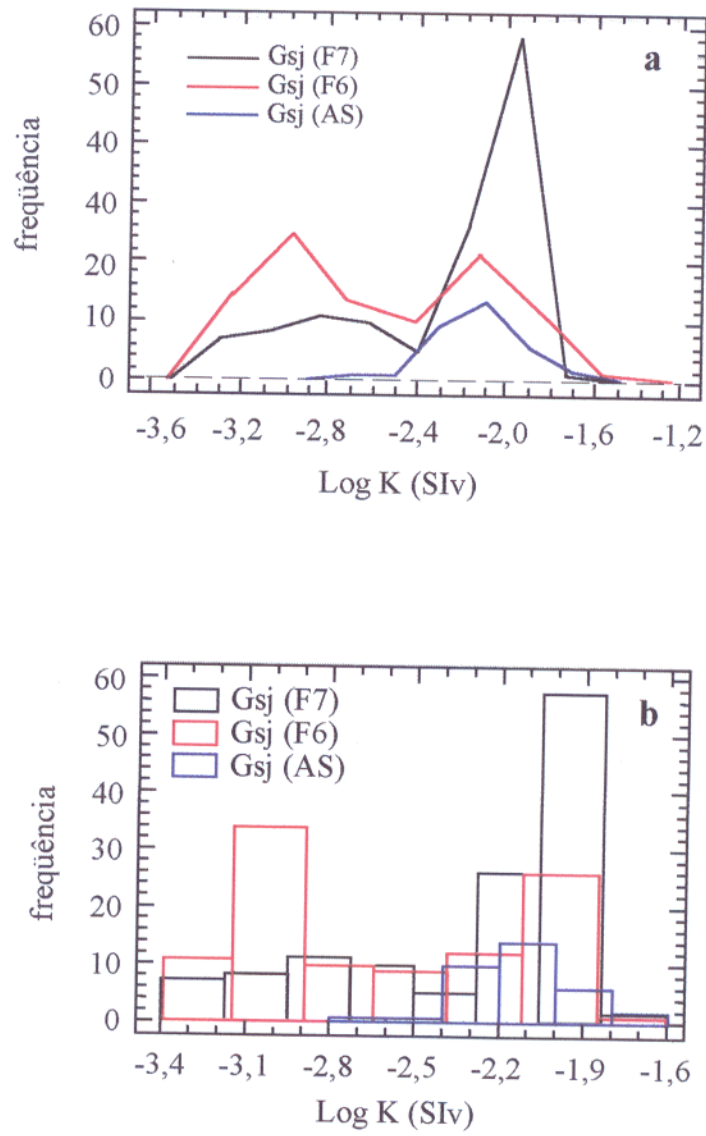 60
50
40
40
20
10
0
freqüência
Gsj (F7)
Gsj (F6)
Gsj (AS)
a
-3,6 -3,2 -2,8 -2,4 -2,0 -1,6 -1,2
Log K (SIv)
60
50
40
30
20
10
0
freqüência
Gsj (F7)
Gsj (F6)
Gsj (AS)
b
-3,4 -3,1 -2,8 -2,5 -2,2 -1,9 -1,6
Log K (SIv)